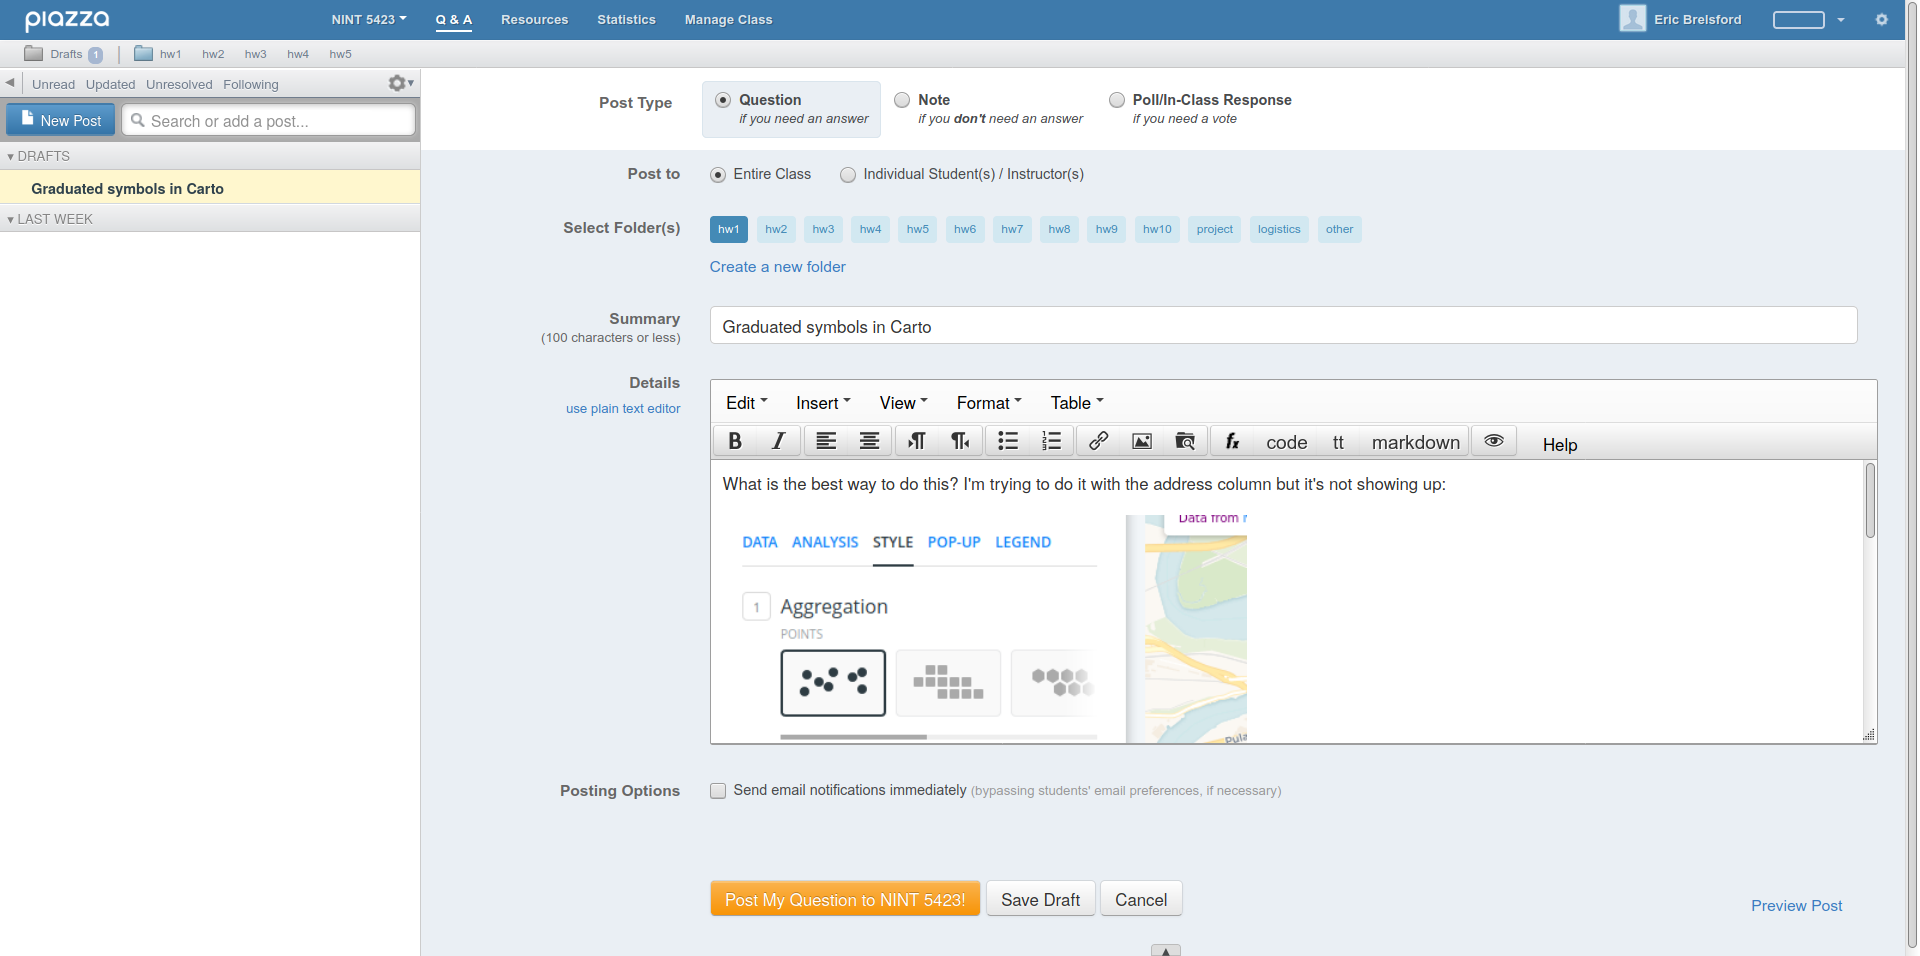 piazza NINT 5423 Q & A Resources Statistics Manage Class Eric Brelsford
Drafts 1 hw1 hw2 hw3 hw4 hw5
Unread Updated Unresolved Following
New Post Search or add a post...
DRAFTS
Graduated symbols in Carto
LAST WEEK
Post Type
Question
if you need an answer
Note
if you don't need an answer
Poll/In-Class Response
if you need a vote
Post to Entire Class Individual Student(s) / Instructor(s)
Select Folder(s) hw1 hw2 hw3 hw4 hw5 hw6 hw7 hw8 hw9 hw10 project logistics other
Create a new folder
Summary
(100 characters or less)
Graduated symbols in Carto
Details
use plain text editor
Edit Insert View Format Table
B I fx code tt markdown Help
What is the best way to do this? I'm trying to do it with the address column but it's not showing up:
Data from
DATA ANALYSIS STYLE POP-UP LEGEND
1 Aggregation
POINTS
Pula
Posting Options Send email notifications immediately (bypassing students' email preferences, if necessary)
Post My Question to NINT 5423! Save Draft Cancel
Preview Post